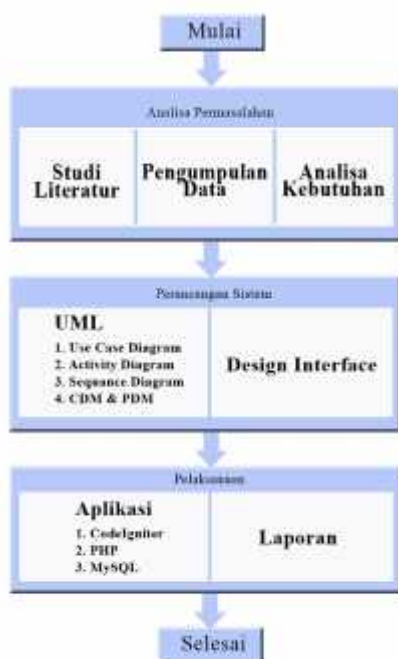 Mulai
Analisa Permasalahan
Studi
Literatur
Pengumpulan
Data
Analisa
Kebutuhan
Perancangan Sistem
UML
1. Use Case Diagram
2. Activity Diagram
3. Sequance Diagram
4. CDM & PDM
Design Interface
Pelaksanaan
Aplikasi
1. CodeIgniter
2. PHP
3. MySQL
Laporan
Selesai